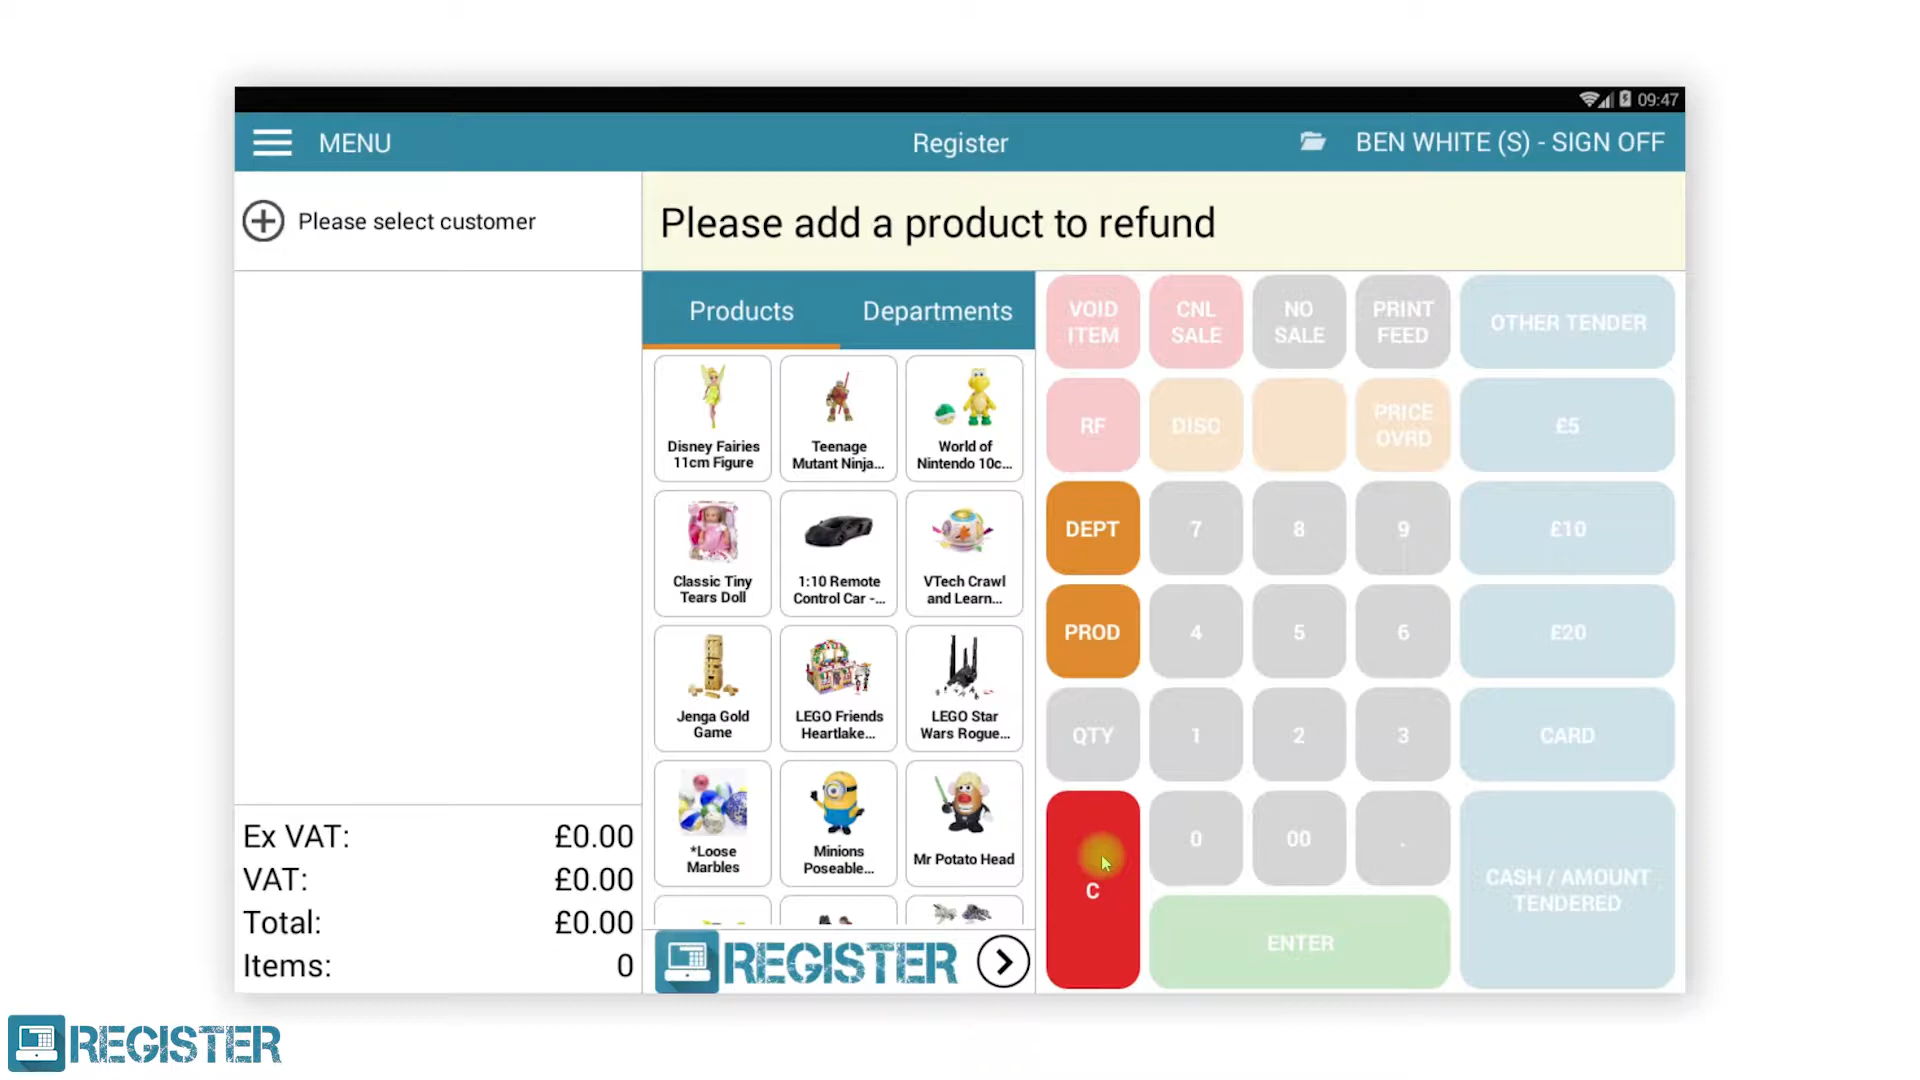 09:47
MENU
Register
BEN WHITE (S) - SIGN OFF
Please select customer
Please add a product to refund
Products
Departments
Disney Fairies
11cm Figure
Teenage
Mutant Ninja...
World of
Nintendo 10c...
Classic Tiny
Tears Doll
1:10 Remote
Control Car -...
VTech Crawl
and Learn...
Jenga Gold
Game
LEGO Friends
Heartlake...
LEGO Star
Wars Rogue...
*Loose
Marbles
Minions
Poseable...
Mr Potato Head
VOID
ITEM
CNL
SALE
NO
SALE
PRINT
FEED
OTHER TENDER
RF
DISC
PRICE
OVRD
£5
DEPT
7
8
9
£10
PROD
4
5
6
£20
QTY
1
2
3
CARD
C
0
00
.
CASH / AMOUNT
TENDERED
ENTER
Ex VAT: £0.00
VAT: £0.00
Total: £0.00
Items: 0
REGISTER
REGISTER